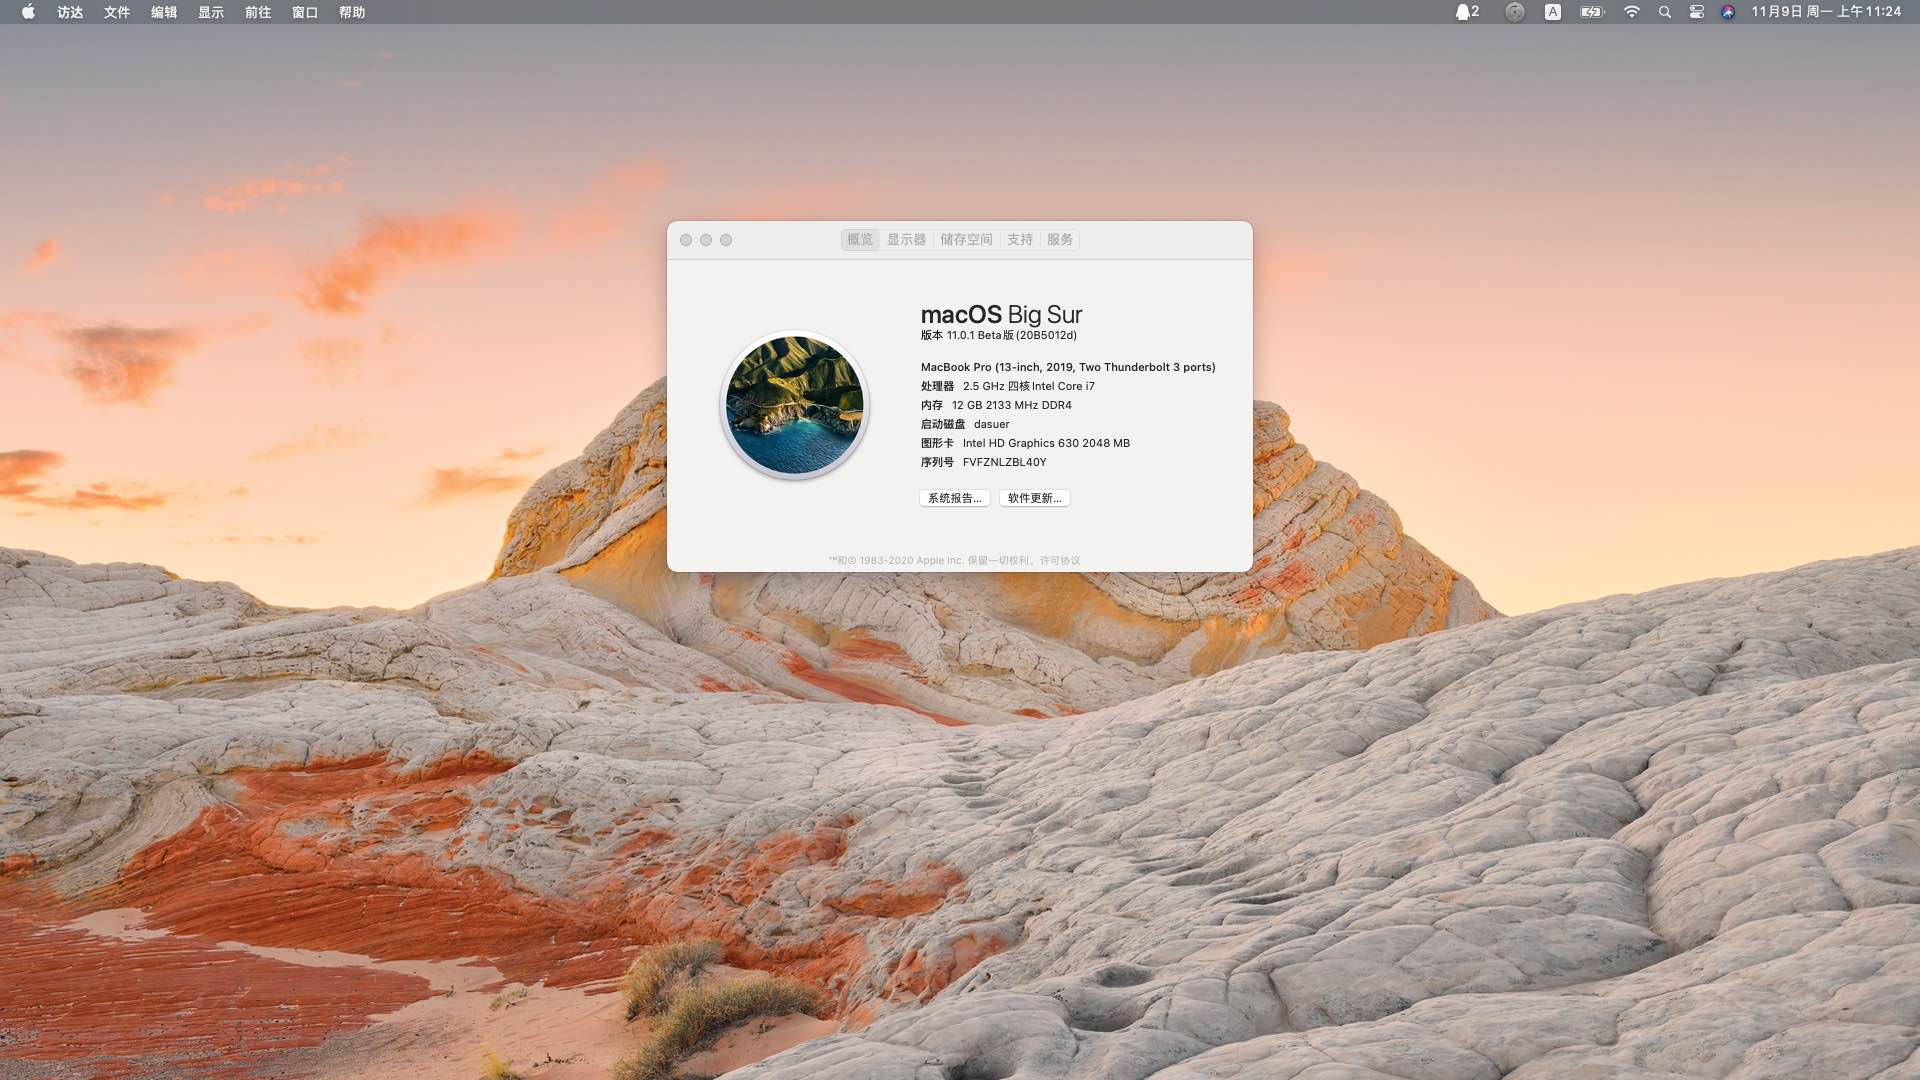 访达 文件 编辑 显示 前往 窗口 帮助 2 A 11月9日 周一 上午11:24
概览 显示器 储存空间 支持 服务
macOS Big Sur
版本 11.0.1 Beta版 (20B5012d)
MacBook Pro (13-inch, 2019, Two Thunderbolt 3 ports)
处理器 2.5 GHz 四核Intel Core i7
内存 12 GB 2133 MHz DDR4
启动磁盘 dasuer
图形卡 Intel HD Graphics 630 2048 MB
序列号 FVFZNLZBL40Y
系统报告... 软件更新...
™和© 1983-2020 Apple Inc. 保留一切权利。许可协议